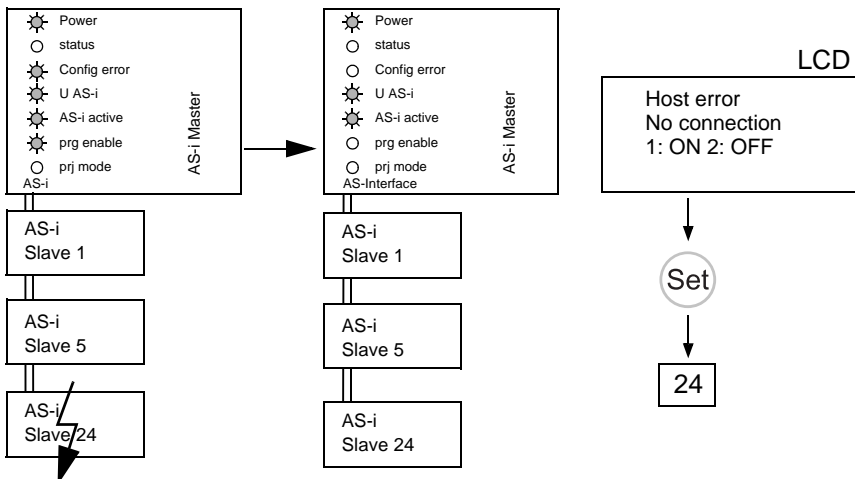 Power
status
Config error
U AS-i
AS-i active
prg enable
prj mode
AS-i
AS-i Master
AS-i
Slave 1
AS-i
Slave 5
AS-i
Slave 24
Power
status
Config error
U AS-i
AS-i active
prg enable
prj mode
AS-Interface
AS-i Master
AS-i
Slave 1
AS-i
Slave 5
AS-i
Slave 24
LCD
Host error
No connection
1: ON 2: OFF
Set
24